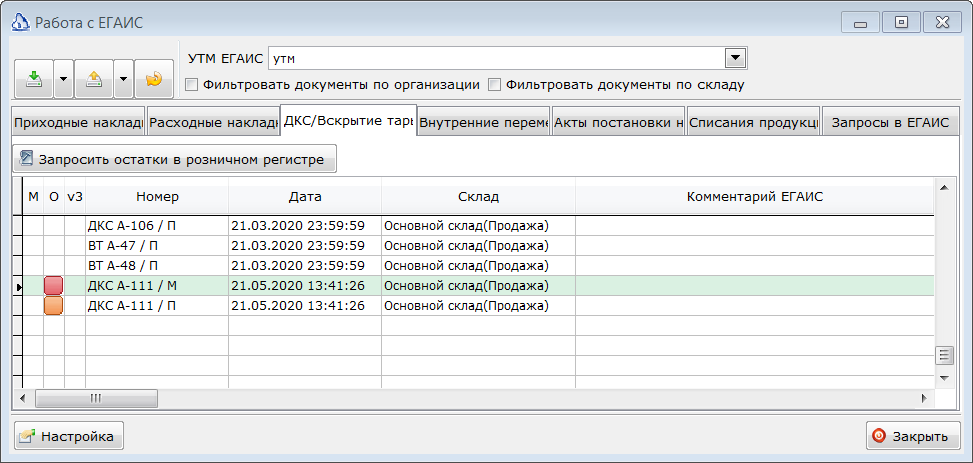 Работа с ЕГАИС
УТМ ЕГАИС утм
Фильтровать документы по организации Фильтровать документы по складу
Приходные наклад Расходные наклад ДКС/Вскрытие тары Внутренние переме Акты постановки н Списания продукц Запросы в ЕГАИС
Запросить остатки в розничном регистре
М О v3 Номер Дата Склад Комментарий ЕГАИС
ДКС А-106 / П 21.03.2020 23:59:59 Основной склад(Продажа)
ВТ А-47 / П 21.03.2020 23:59:59 Основной склад(Продажа)
ВТ А-48 / П 21.03.2020 23:59:59 Основной склад(Продажа)
ДКС А-111 / М 21.05.2020 13:41:26 Основной склад(Продажа)
ДКС А-111 / П 21.05.2020 13:41:26 Основной склад(Продажа)
Настройка Закрыть